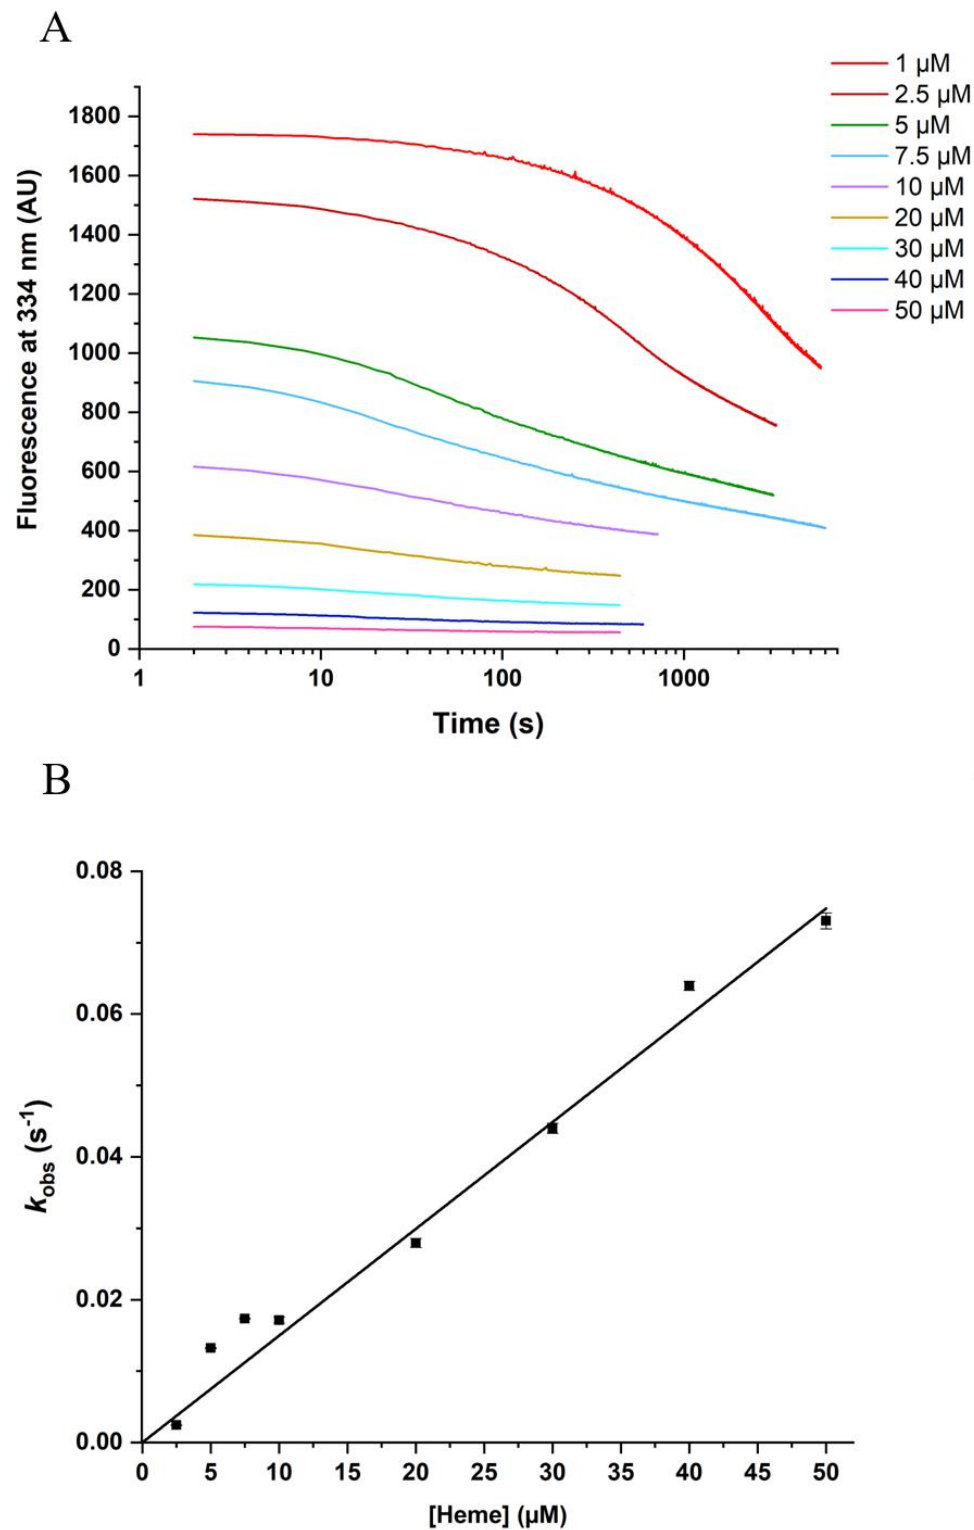 A
1 µM
2.5 µM
5 µM
7.5 µM
10 µM
20 µM
30 µM
40 µM
50 µM
Fluorescence at 334 nm (AU)
1800
1600
1400
1200
1000
800
600
400
200
0
1 10 100 1000
Time (s)
B
k_obs (s⁻¹)
0.08
0.06
0.04
0.02
0.00
0 5 10 15 20 25 30 35 40 45 50
[Heme] (µM)